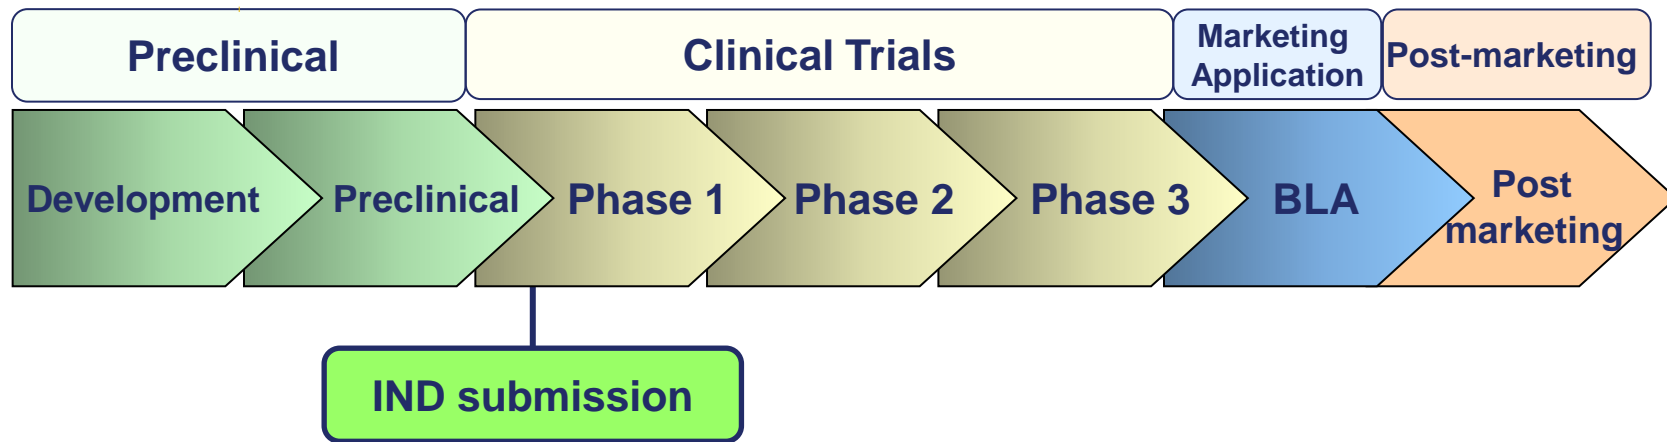 Preclinical
Clinical Trials
Marketing
Application
Post-marketing
Development
Preclinical
Phase 1
Phase 2
Phase 3
BLA
Post
marketing
IND submission